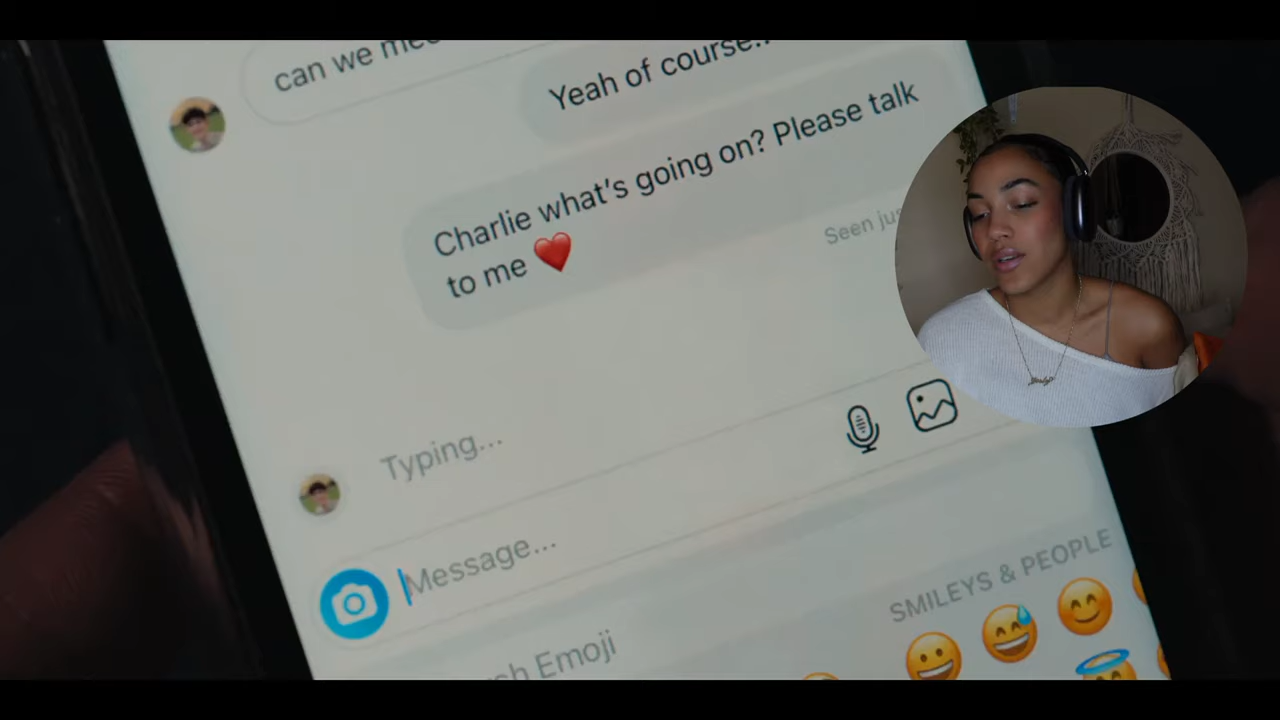 can we
Yeah of course..
Charlie what's going on? Please talk
to me ❤️
Seen
Typing...
Message...
Emoji
SMILEYS & PEOPLE